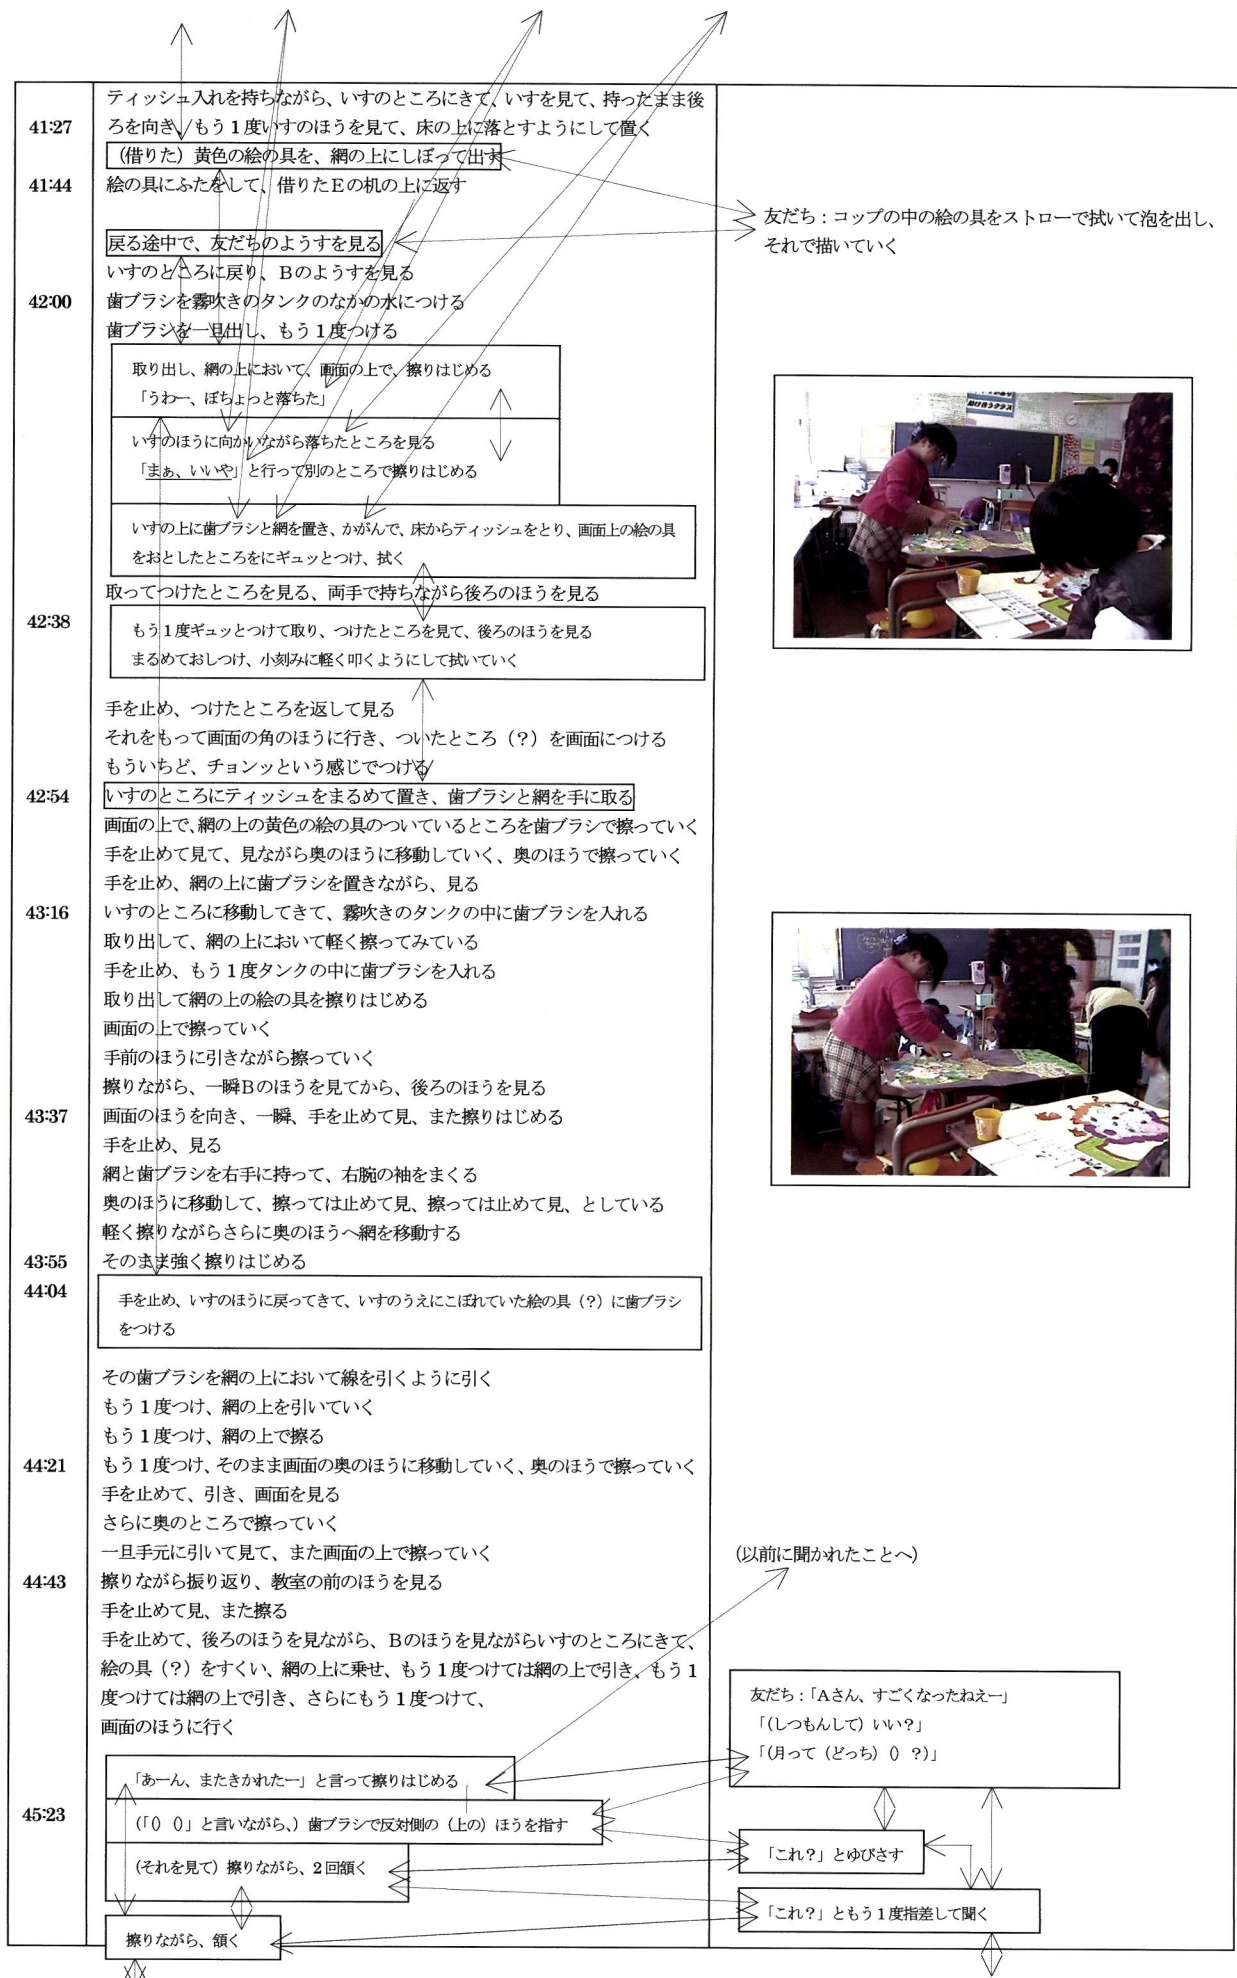 ティッシュ入れを持ちながら、いすのところにきて、いすを見て、持ったまま後
41:27 ろを向き、もう1度いすのほうを見て、床の上に落とすようにして置く
(借りた)黄色の絵の具を、網の上にしぼって出す
41:44 絵の具にふたをして、借りたEの机の上に返す
友だち:コップの中の絵の具をストローで拭いて泡を出し、
それで描いていく
戻る途中で、友だちのようすを見る
いすのところに戻り、Bのようすを見る
42:00 歯ブラシを霧吹きのタンクのなかの水につける
歯ブラシを一旦出し、もう1度つける
取り出し、網の上において、画面の上で、擦りはじめる
「うわー、ぼちょっと落ちた」
いすのほうに向かいながら落ちたところを見る
「まぁ、いいや」と行って別のところで擦りはじめる
いすの上に歯ブラシと網を置き、かがんで、床からティッシュをとり、画面上の絵の具
をおとしたところをにギュッとつけ、拭く
取ってつけたところを見る、両手で持ちながら後ろのほうを見る
42:38 もう1度ギュッとつけて取り、つけたところを見て、後ろのほうを見る
まるめておしつけ、小刻みに軽く叩くようにして拭いていく
手を止め、つけたところを返して見る
それをもって画面の角のほうに行き、ついたところ(?)を画面につける
もういちど、チョンッという感じでつける
42:54 いすのところにティッシュをまるめて置き、歯ブラシと網を手に取る
画面の上で、網の上の黄色の絵の具のついているところを歯ブラシで擦っていく
手を止めて見て、見ながら奥のほうに移動していく、奥のほうで擦っていく
手を止め、網の上に歯ブラシを置きながら、見る
43:16 いすのところに移動してきて、霧吹きのタンクの中に歯ブラシを入れる
取り出して、網の上において軽く擦ってみている
手を止め、もう1度タンクの中に歯ブラシを入れる
取り出して網の上の絵の具を擦りはじめる
画面の上で擦っていく
手前のほうに引きながら擦っていく
擦りながら、一瞬Bのほうを見てから、後ろのほうを見る
43:37 画面のほうを向き、一瞬、手を止めて見、また擦りはじめる
手を止め、見る
網と歯ブラシを右手に持って、右腕の袖をまくる
奥のほうに移動して、擦っては止めて見、擦っては止めて見、としている
軽く擦りながらさらに奥のほうへ網を移動する
43:55 そのまま強く擦りはじめる
44:04 手を止め、いすのほうに戻ってきて、いすのうえにこぼれていた絵の具(?)に歯ブラシ
をつける
その歯ブラシを網の上において線を引くように引く
もう1度つけ、網の上を引いていく
もう1度つけ、網の上で擦る
44:21 もう1度つけ、そのまま画面の奥のほうに移動していく、奥のほうで擦っていく
手を止めて、引き、画面を見る
さらに奥のところで擦っていく
一旦手元に引いて見て、また画面の上で擦っていく
(以前に聞かれたことへ)
44:43 擦りながら振り返り、教室の前のほうを見る
手を止めて見、また擦る
手を止めて、後ろのほうを見ながら、Bのほうを見ながらいすのところにきて、
絵の具(?)をすくい、網の上に乗せ、もう1度つけては網の上で引き、もう1
度つけては網の上で引き、さらにもう1度つけて、
画面のほうに行く
友だち:「Aさん、すごくなったねえー」
「(しつもんして)いい?」
「(月って(どっち)()?)」
「あーん、またきかれたー」と言って擦りはじめる
45:23 (「()()」と言いながら、)歯ブラシで反対側の(上の)ほうを指す
「これ?」とゆびさす
(それを見て)擦りながら、2回頷く
「これ?」ともう1度指差して聞く
擦りながら、頷く